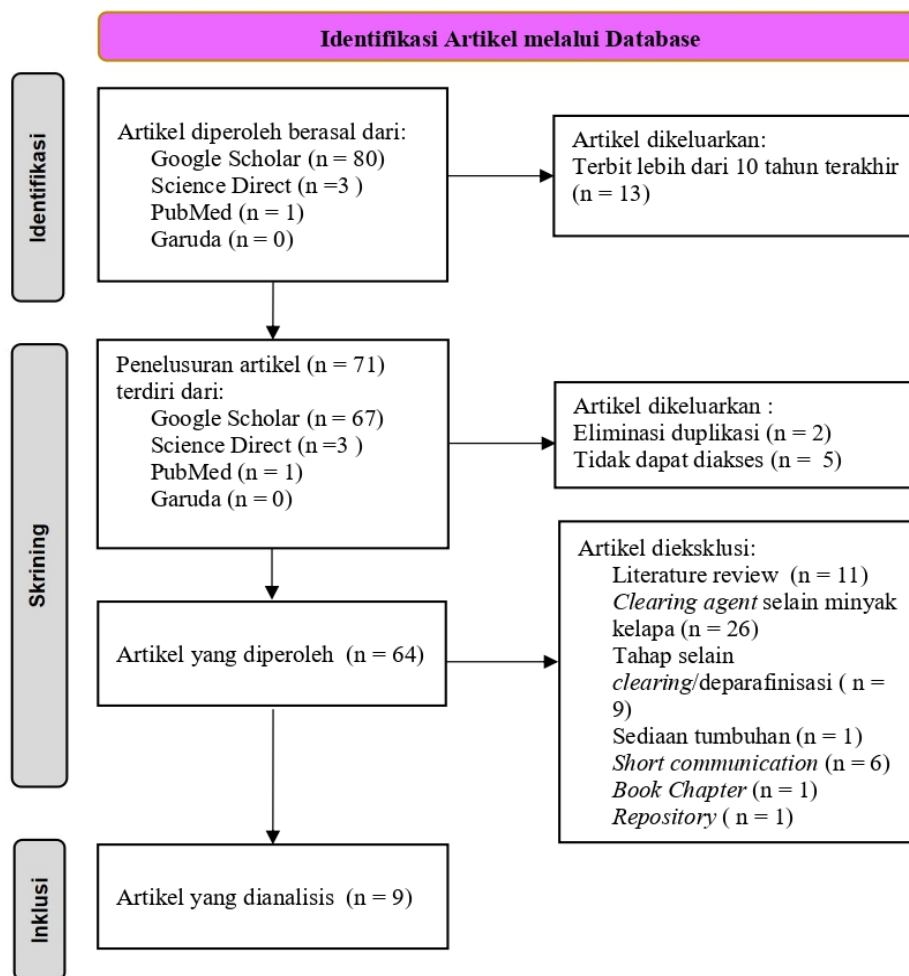 Identifikasi Artikel melalui Database
Identifikasi
Artikel diperoleh berasal dari:
Google Scholar (n = 80)
Science Direct (n =3 )
PubMed (n = 1)
Garuda (n = 0)
Artikel dikeluarkan:
Terbit lebih dari 10 tahun terakhir
(n = 13)
Skrining
Penelusuran artikel (n = 71)
terdiri dari:
Google Scholar (n = 67)
Science Direct (n =3 )
PubMed (n = 1)
Garuda (n = 0)
Artikel dikeluarkan :
Eliminasi duplikasi (n = 2)
Tidak dapat diakses (n =  5)
Artikel yang diperoleh  (n = 64)
Artikel dieksklusi:
Literature review  (n = 11)
Clearing agent selain minyak
kelapa (n = 26)
Tahap selain
clearing/deparafinisasi ( n =
9)
Sediaan tumbuhan (n = 1)
Short communication (n = 6)
Book Chapter (n = 1)
Repository ( n = 1)
Inklusi
Artikel yang dianalisis  (n = 9)